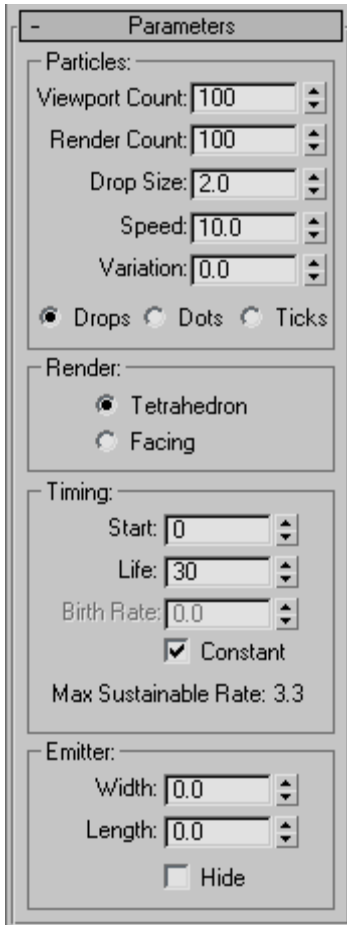 - Parameters
Particles:
Viewport Count: 100
Render Count: 100
Drop Size: 2.0
Speed: 10.0
Variation: 0.0
Drops Dots Ticks
Render:
Tetrahedron
Facing
Timing:
Start: 0
Life: 30
Birth Rate: 0.0
Constant
Max Sustainable Rate: 3.3
Emitter:
Width: 0.0
Length: 0.0
Hide